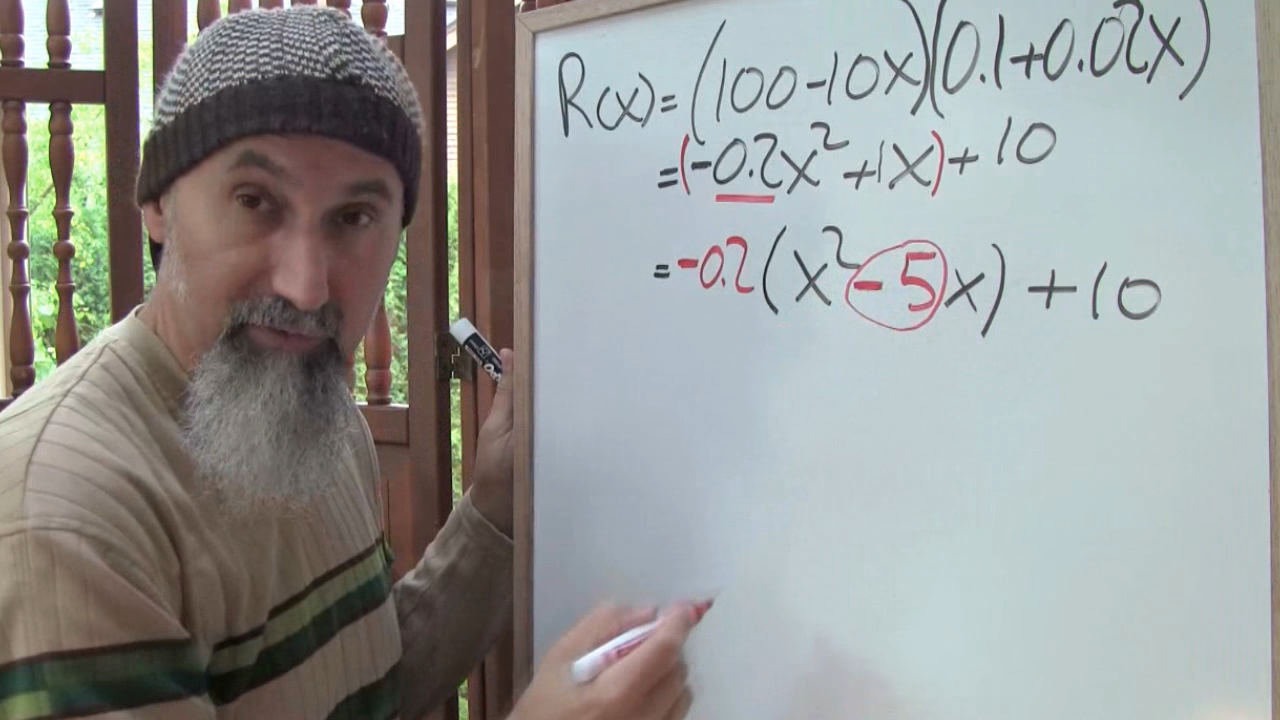 R(x)=(100-10x)(0.1+0.02x)
=(-0.2x²+1x)+10
=-0.2(x²-5x)+10